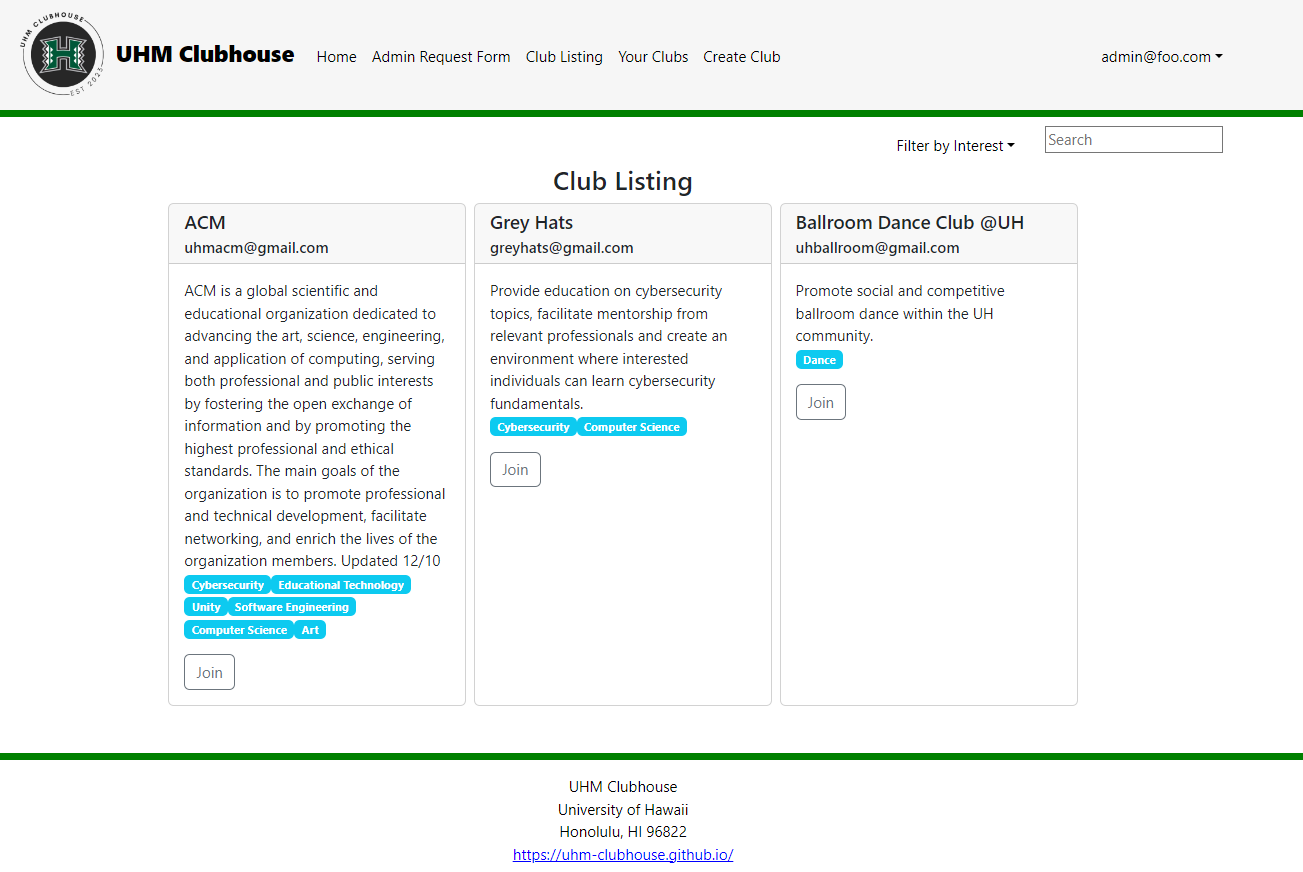 UHM CLUBHOUSE
EST 2023
UHM Clubhouse
Home Admin Request Form Club Listing Your Clubs Create Club
admin@foo.com
Filter by Interest
Search
Club Listing
ACM
uhmacm@gmail.com
ACM is a global scientific and
educational organization dedicated to
advancing the art, science, engineering,
and application of computing, serving
both professional and public interests
by fostering the open exchange of
information and by promoting the
highest professional and ethical
standards. The main goals of the
organization is to promote professional
and technical development, facilitate
networking, and enrich the lives of the
organization members. Updated 12/10
Cybersecurity Educational Technology
Unity Software Engineering
Computer Science Art
Join
Grey Hats
greyhats@gmail.com
Provide education on cybersecurity
topics, facilitate mentorship from
relevant professionals and create an
environment where interested
individuals can learn cybersecurity
fundamentals.
Cybersecurity Computer Science
Join
Ballroom Dance Club @UH
uhballroom@gmail.com
Promote social and competitive
ballroom dance within the UH
community.
Dance
Join
UHM Clubhouse
University of Hawaii
Honolulu, HI 96822
https://uhm-clubhouse.github.io/